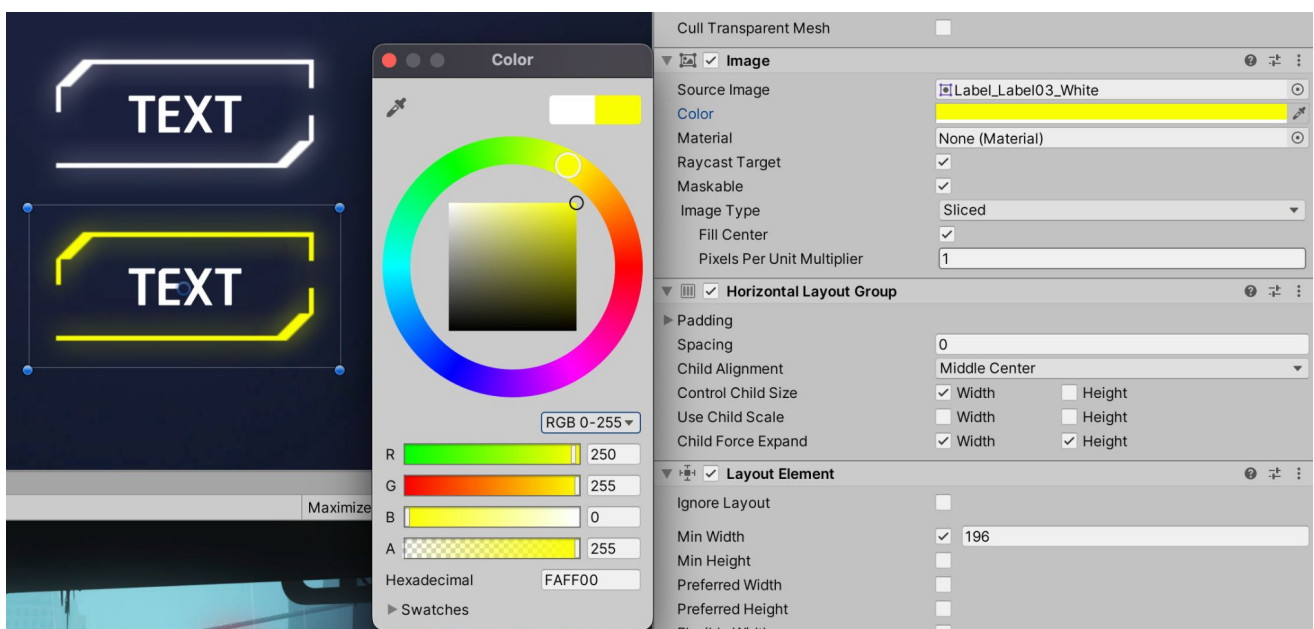 TEXT
TEXT
Maximize
Color
RGB 0-255
R 250
G 255
B 0
A 255
Hexadecimal FAFF00
Swatches
Cull Transparent Mesh
Image
Source Image Label_Label03_White
Color
Material None (Material)
Raycast Target
Maskable
Image Type Sliced
Fill Center
Pixels Per Unit Multiplier 1
Horizontal Layout Group
Padding
Spacing 0
Child Alignment Middle Center
Control Child Size Width Height
Use Child Scale Width Height
Child Force Expand Width Height
Layout Element
Ignore Layout
Min Width 196
Min Height
Preferred Width
Preferred Height